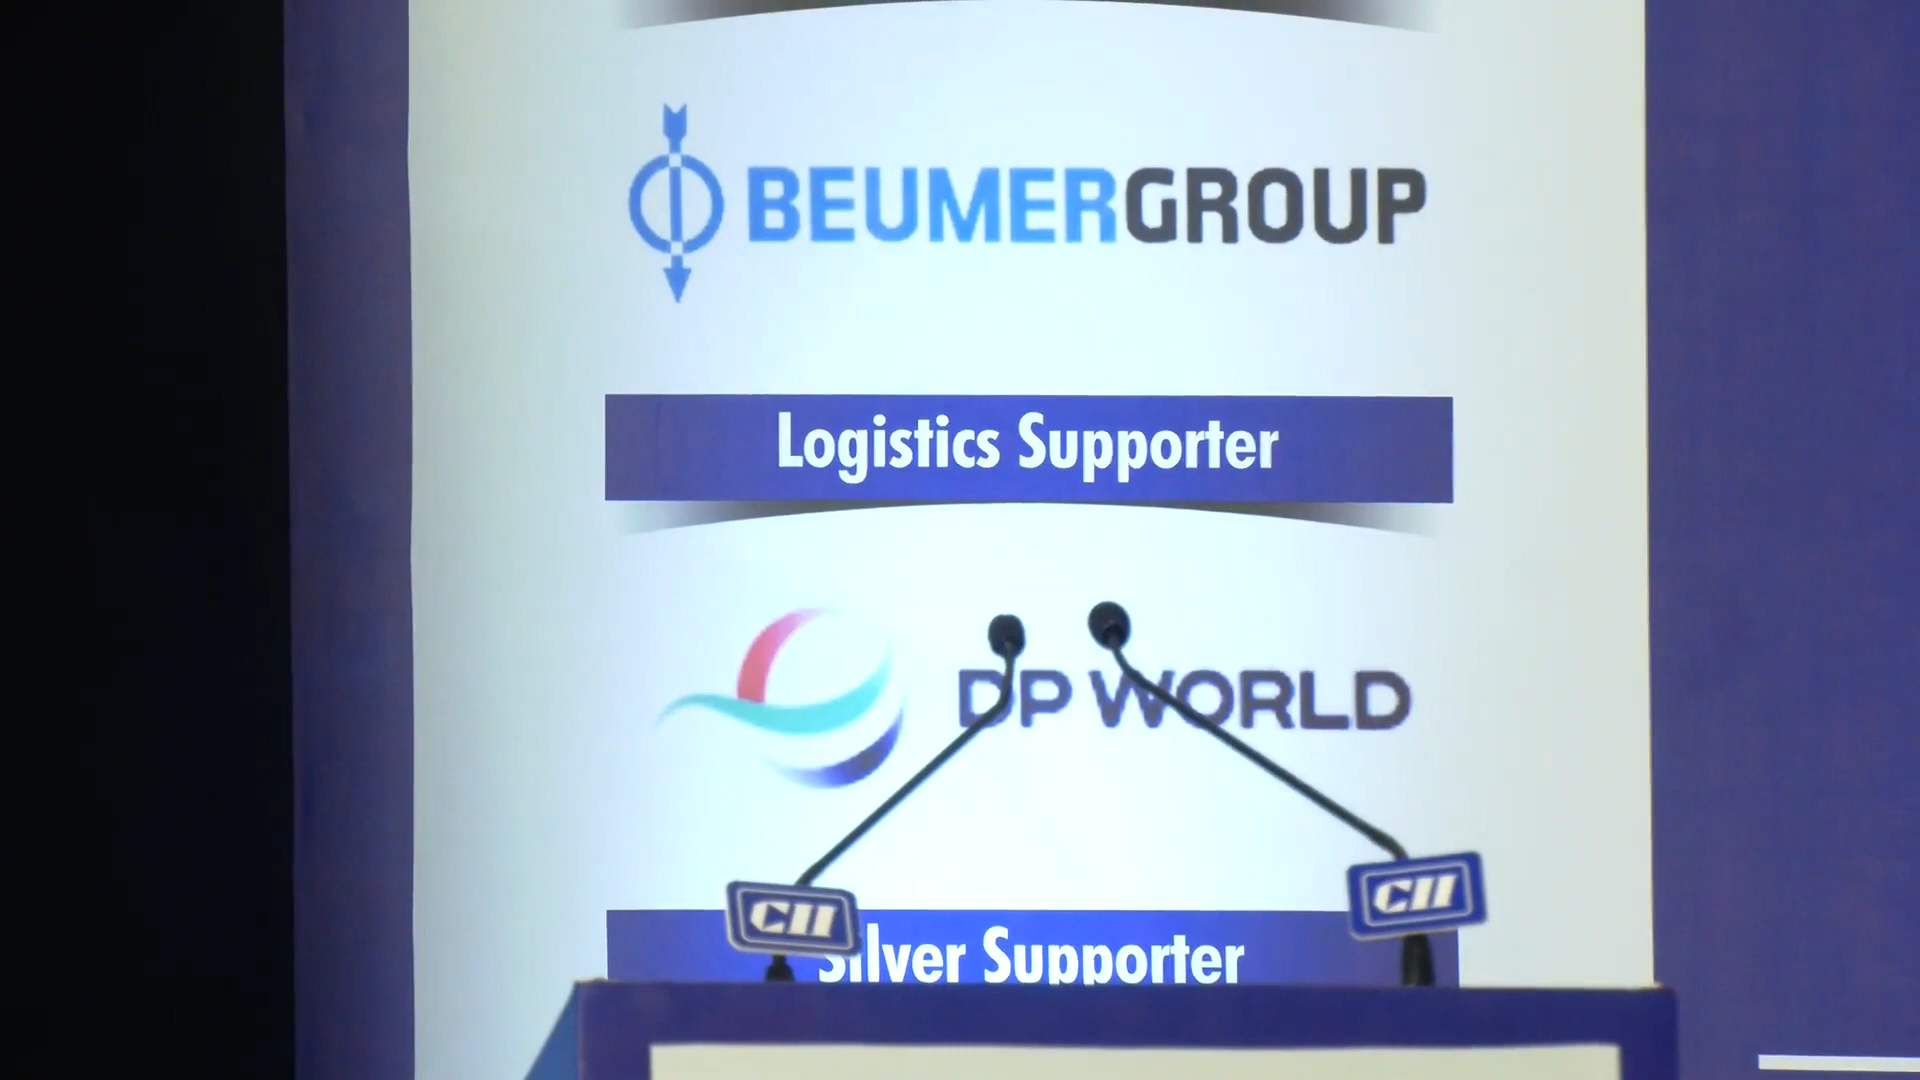 BEUMERGROUP
Logistics Supporter
DP WORLD
CII
CII
Silver Supporter